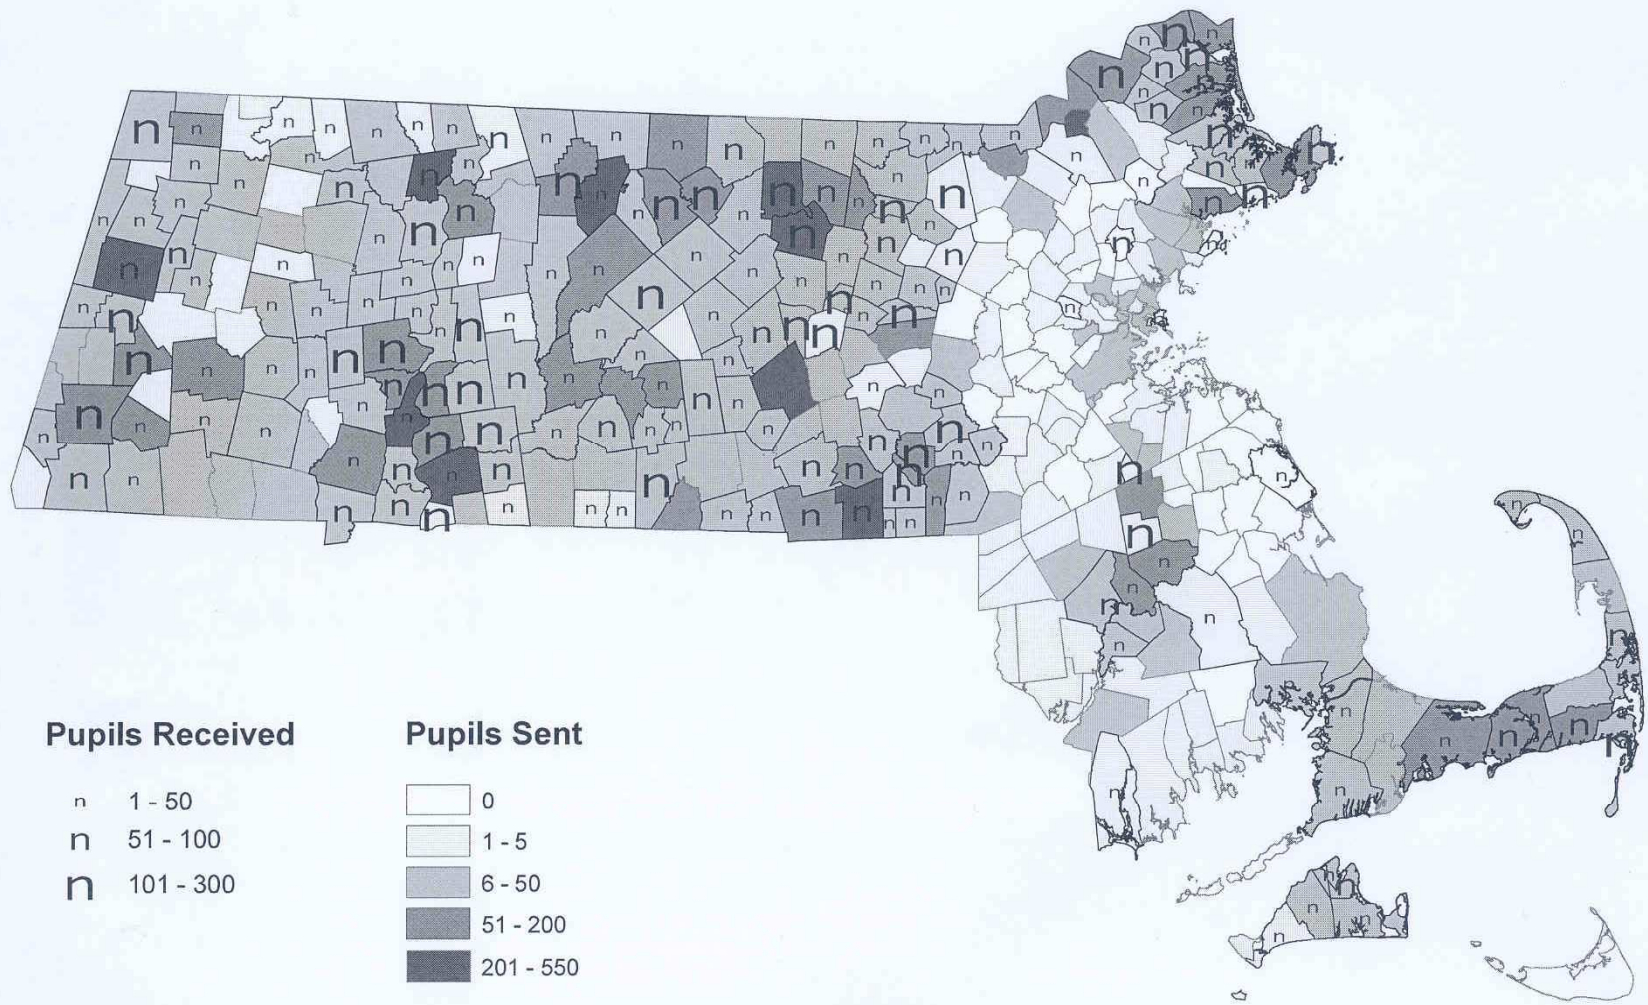 Pupils Received
n 1 - 50
n 51 - 100
n 101 - 300
Pupils Sent
0
1 - 5
6 - 50
51 - 200
201 - 550